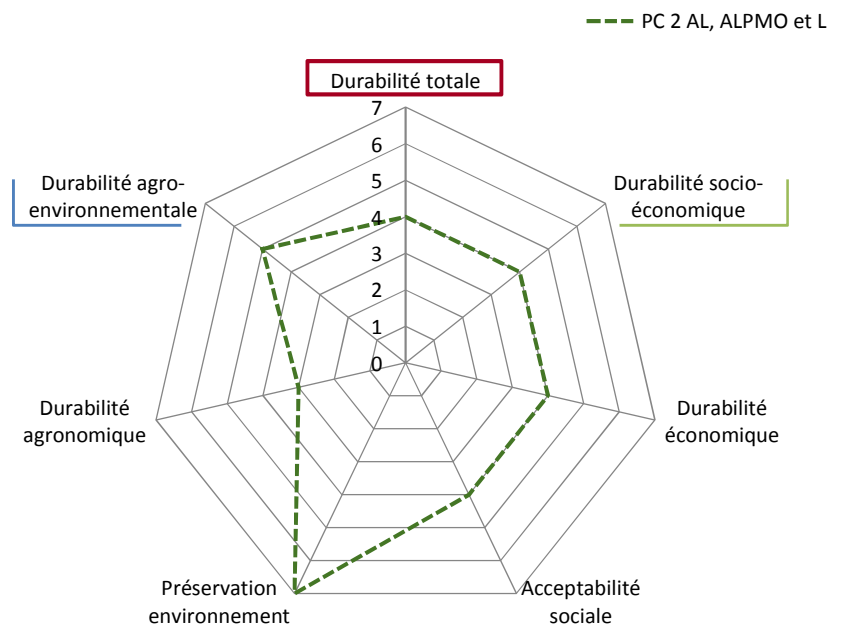 PC 2 AL, ALPMO et L
Durabilité totale
7
6
5
4
3
2
1
0
Durabilité socio-
économique
Durabilité
économique
Acceptabilité
sociale
Préservation
environnement
Durabilité
agronomique
Durabilité agro-
environnementale